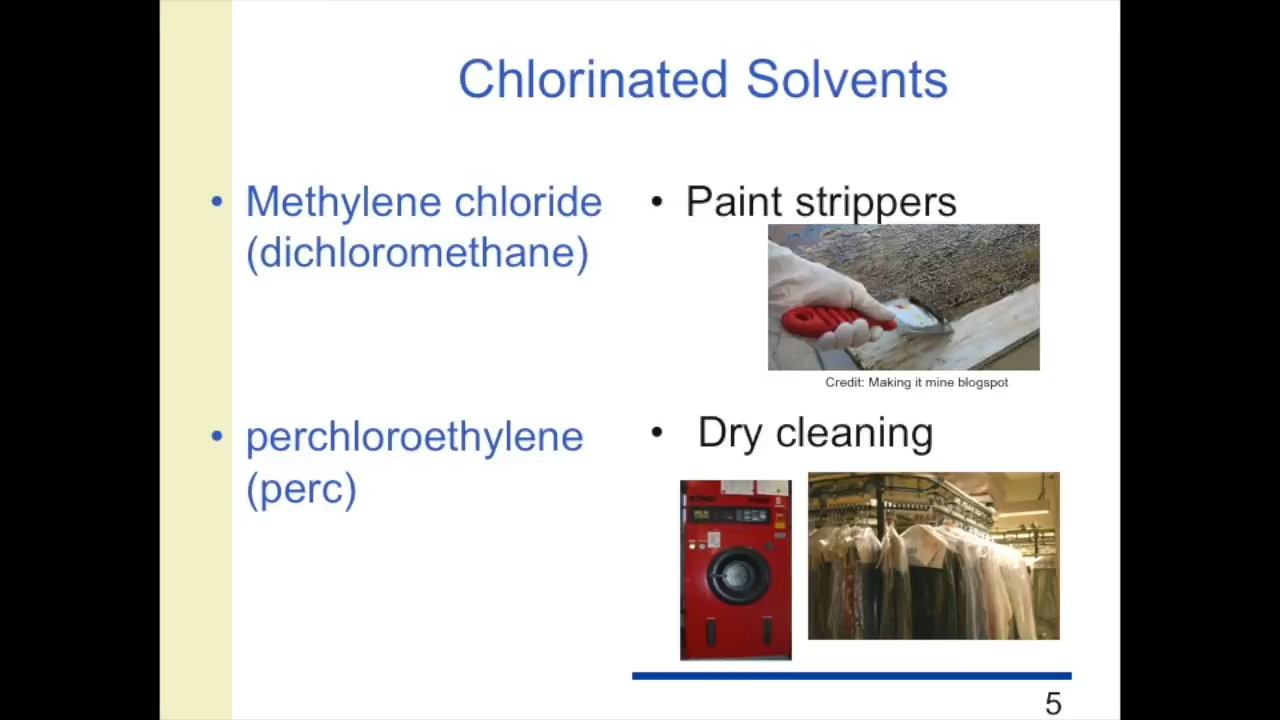 Chlorinated Solvents
• Methylene chloride
(dichloromethane)
• Paint strippers
Credit: Making it mine blogspot
• perchloroethylene
(perc)
• Dry cleaning
5